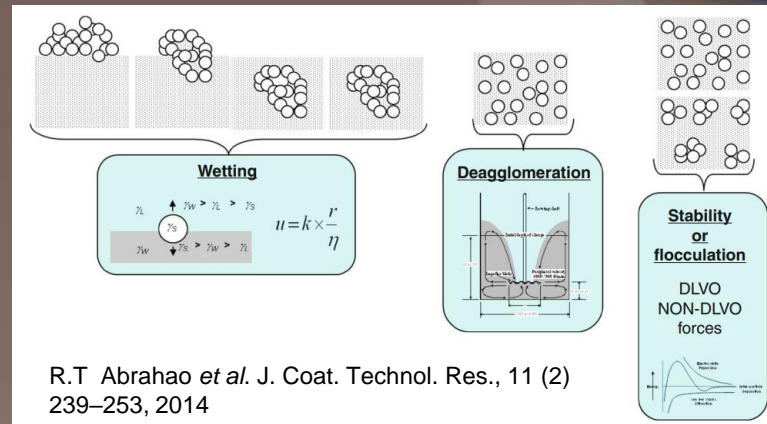 Wetting
γL
γW > γL > γS
γS
γW
γS > γW > γL
u = k × r/η
Deagglomeration
Stability
or
flocculation
DLVO
NON-DLVO
forces
R.T Abrahao et al. J. Coat. Technol. Res., 11 (2)
239–253, 2014